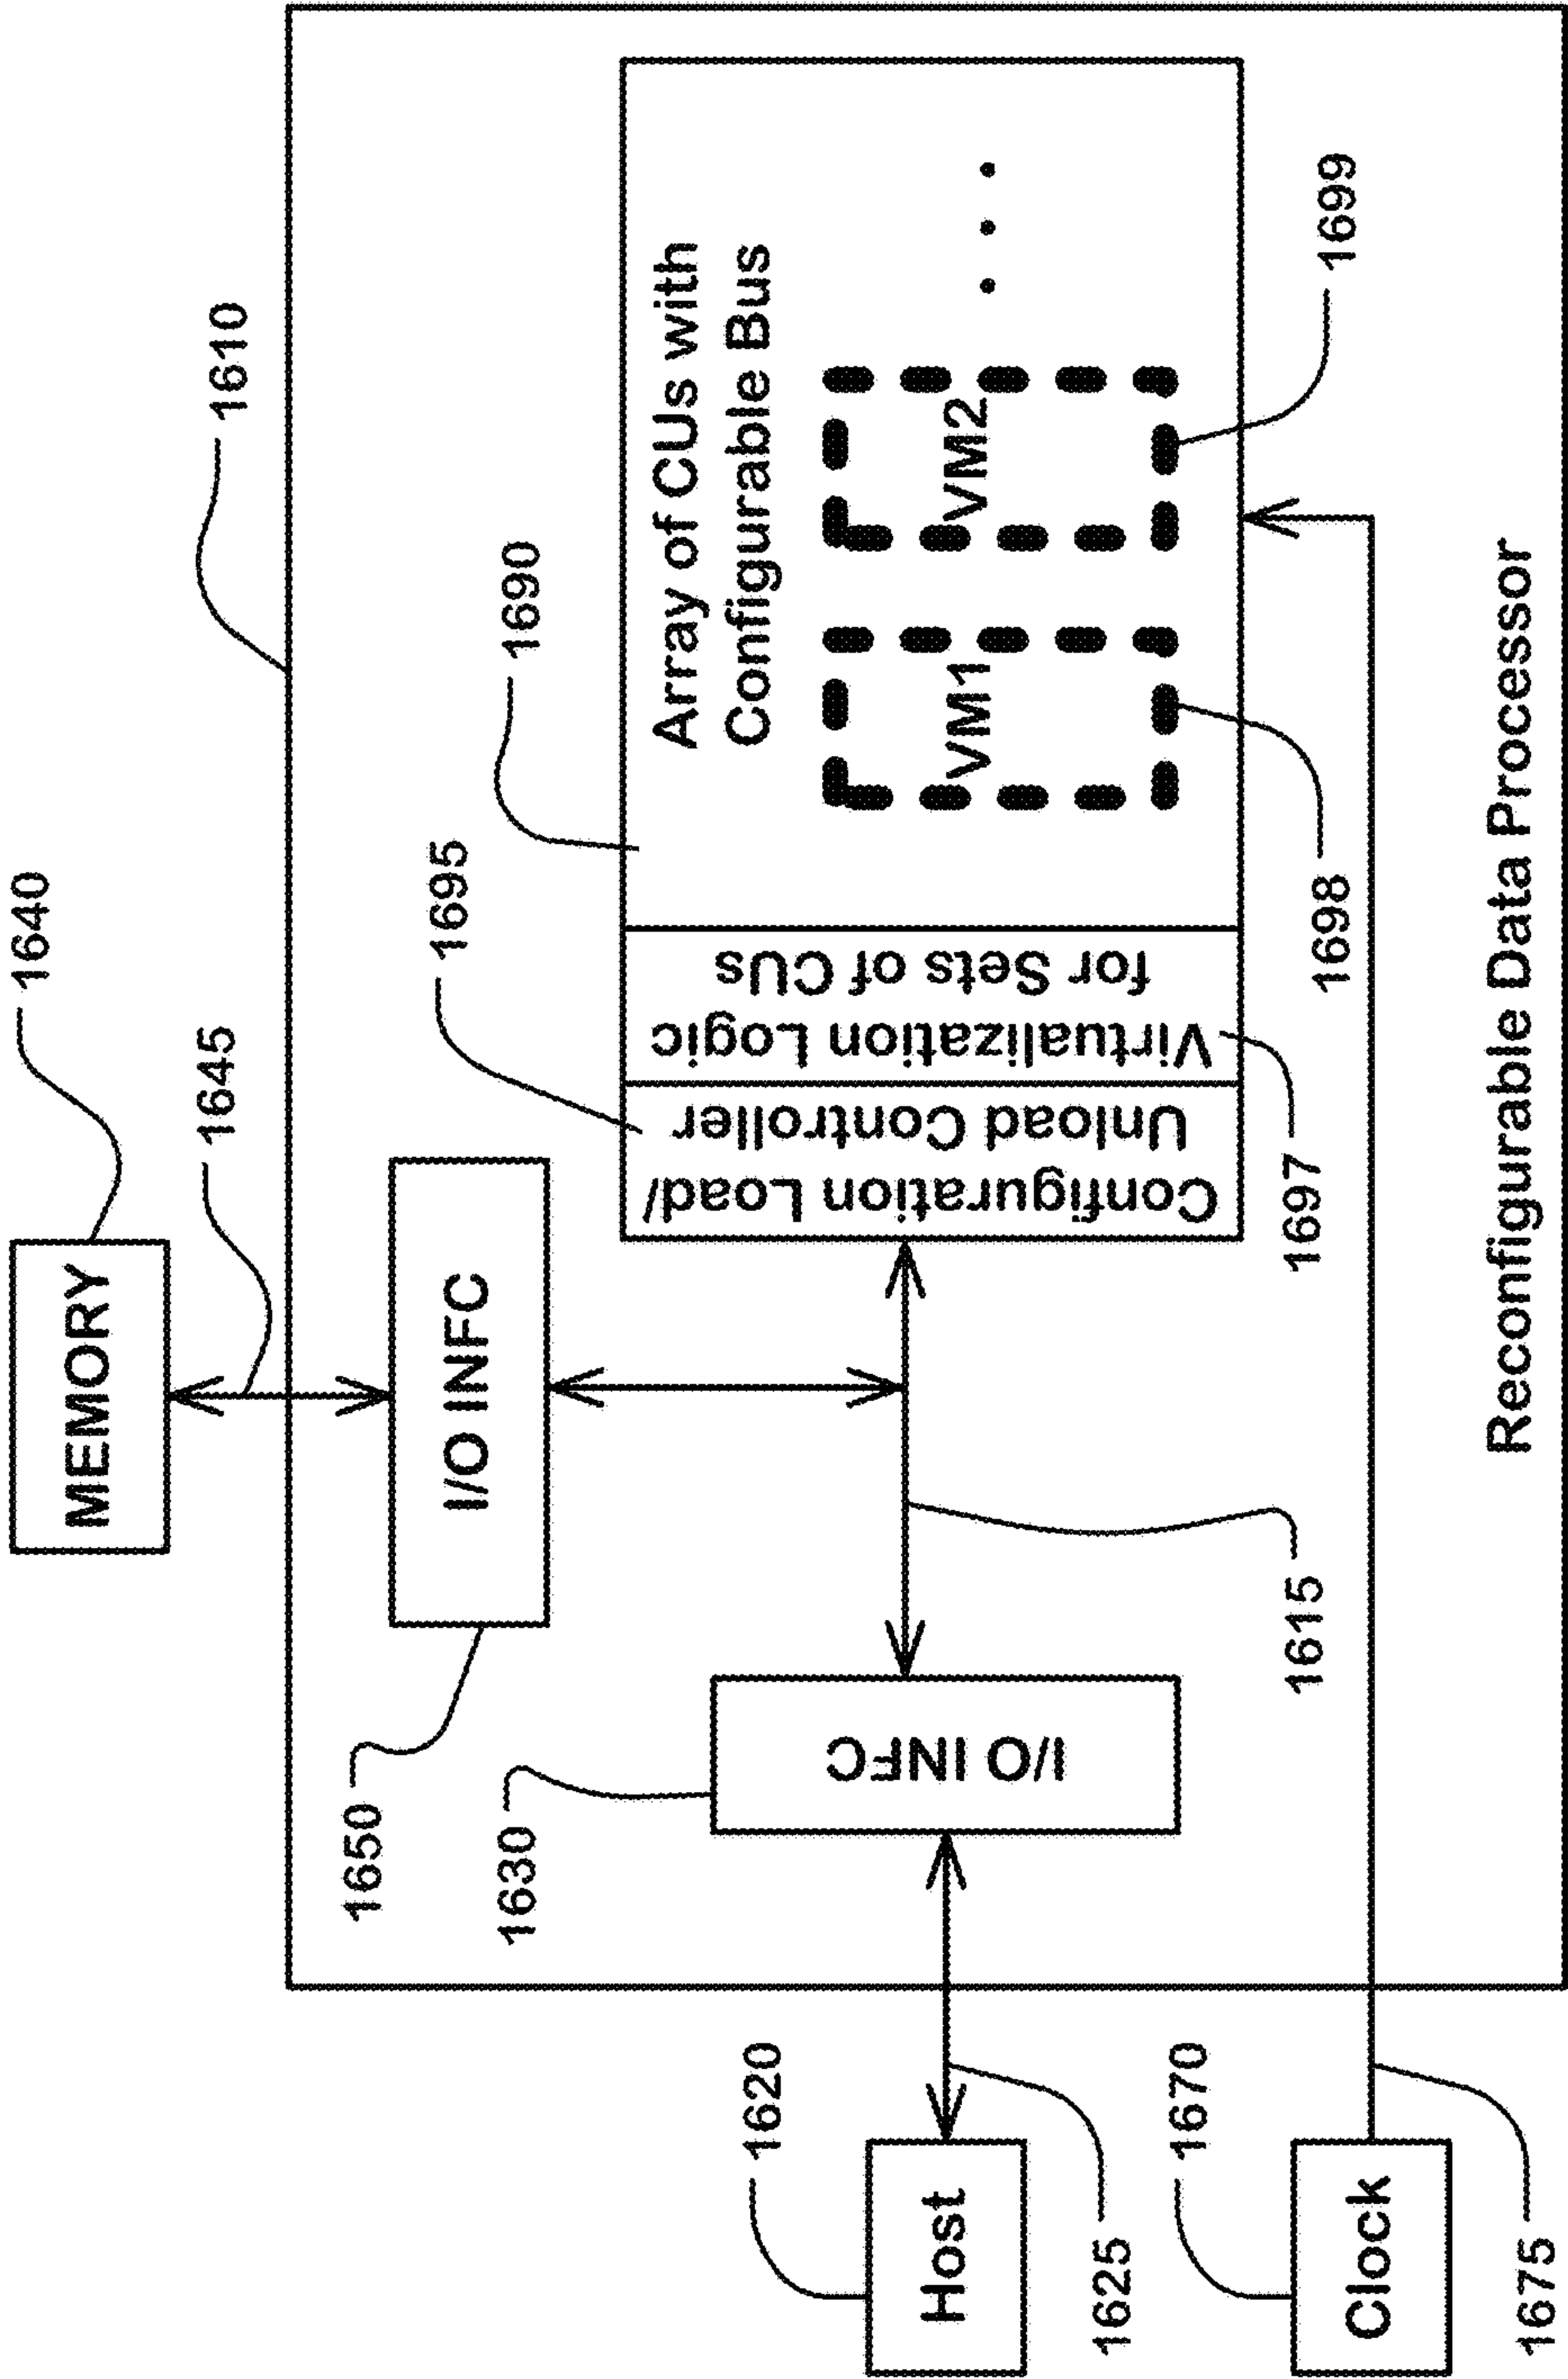 1640
MEMORY
1645
1610
I/O INFC
1650
1630
I/O INFC
1695
1690
Configuration Load/
Unload Controller
Virtualization Logic
for Sets of CUs
Array of CUs with
Configurable Bus
VM1
VM2
1615
1697
1698
1699
1620
Host
1625
1670
Clock
1675
Reconfigurable Data Processor